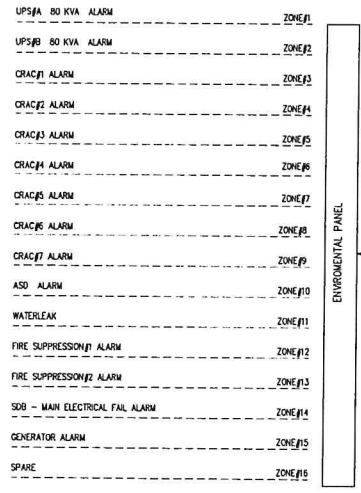 UPS#A 80 KVA ALARM ZONE#1
UPS#B 80 KVA ALARM ZONE#2
CRAC#1 ALARM ZONE#3
CRAC#2 ALARM ZONE#4
CRAC#3 ALARM ZONE#5
CRAC#4 ALARM ZONE#6
CRAC#5 ALARM ZONE#7
CRAC#6 ALARM ZONE#8
CRAC#7 ALARM ZONE#9
ASD ALARM ZONE#10
WATERLEAK ZONE#11
FIRE SUPPRESSION#1 ALARM ZONE#12
FIRE SUPPRESSION#2 ALARM ZONE#13
SDB - MAIN ELECTRICAL FAIL ALARM ZONE#14
GENERATOR ALARM ZONE#15
SPARE ZONE#16
ENVIROMENTAL PANEL